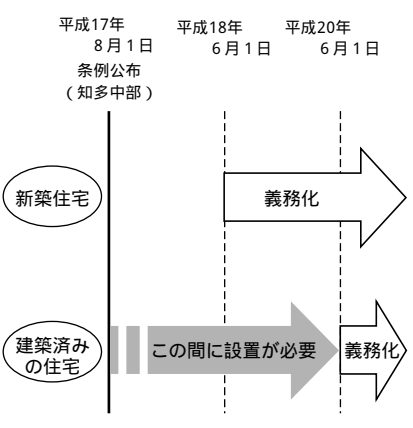 平成17年
8月1日
条例公布
(知多中部)
平成18年
6月1日
平成20年
6月1日
新築住宅
義務化
建築済み
の住宅
この間に設置が必要
義務化